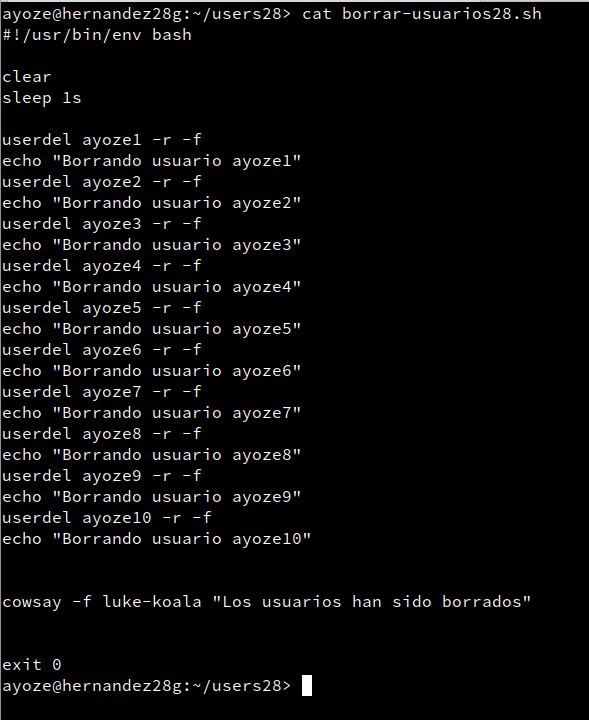 ayoze@hernandez28g:~/users28> cat borrar-usuarios28.sh
#!/usr/bin/env bash
clear
sleep 1s
userdel ayoze1 -r -f
echo "Borrando usuario ayoze1"
userdel ayoze2 -r -f
echo "Borrando usuario ayoze2"
userdel ayoze3 -r -f
echo "Borrando usuario ayoze3"
userdel ayoze4 -r -f
echo "Borrando usuario ayoze4"
userdel ayoze5 -r -f
echo "Borrando usuario ayoze5"
userdel ayoze6 -r -f
echo "Borrando usuario ayoze6"
userdel ayoze7 -r -f
echo "Borrando usuario ayoze7"
userdel ayoze8 -r -f
echo "Borrando usuario ayoze8"
userdel ayoze9 -r -f
echo "Borrando usuario ayoze9"
userdel ayoze10 -r -f
echo "Borrando usuario ayoze10"
cowsay -f luke-koala "Los usuarios han sido borrados"
exit 0
ayoze@hernandez28g:~/users28>